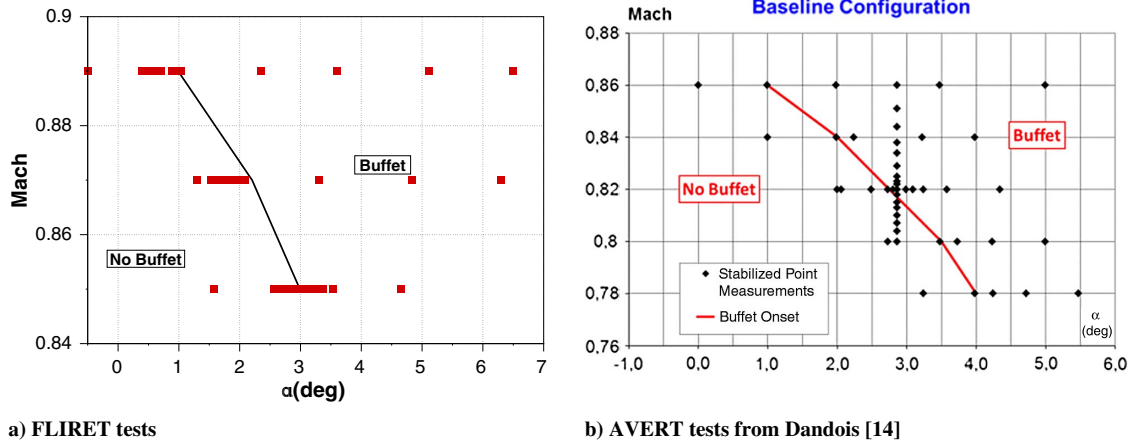 0.9
0.88
0.86
0.84
Mach
Buffet
No Buffet
0 1 2 3 4 5 6 7
α(deg)
a) FLIRET tests
Baseline Configuration
Mach
0,88
0,86
0,84
0,82
0,8
0,78
0,76
Buffet
No Buffet
Stabilized Point
Measurements
Buffet Onset
α
(deg)
-1,0 0,0 1,0 2,0 3,0 4,0 5,0 6,0
b) AVERT tests from Dandois [14]